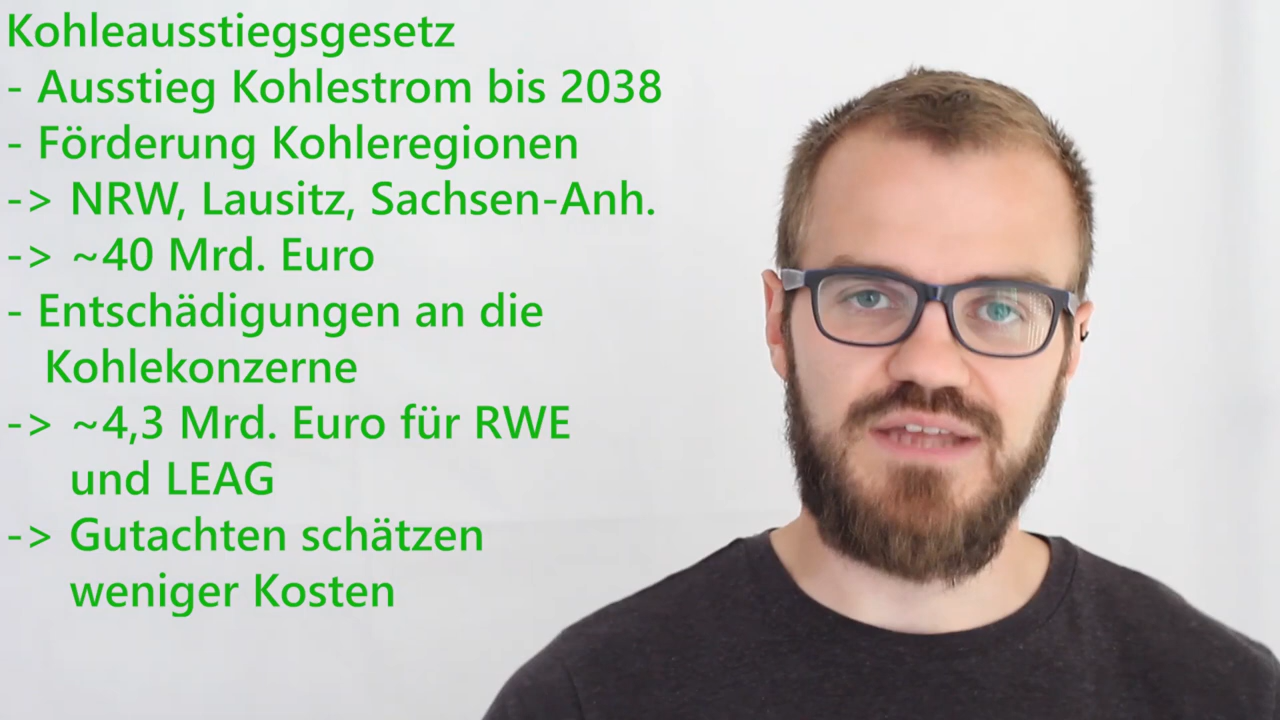 Kohleausstiegsgesetz
- Ausstieg Kohlestrom bis 2038
- Förderung Kohleregionen
-> NRW, Lausitz, Sachsen-Anh.
-> ~40 Mrd. Euro
- Entschädigungen an die
Kohlekonzerne
-> ~4,3 Mrd. Euro für RWE
und LEAG
-> Gutachten schätzen
weniger Kosten